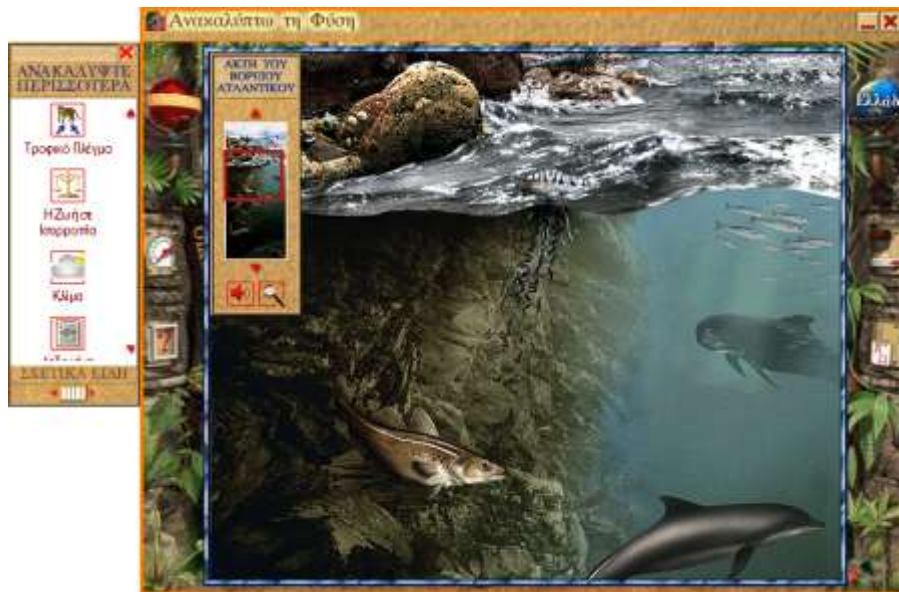 Ανακαλύπτω τη Φύση
ΑΝΑΚΑΛΥΨΤΕ
ΠΕΡΙΣΣΟΤΕΡΑ
Τροφικό Πλέγμα
Η Ζωή σε
Ισορροπία
Κλίμα
ΣΧΕΤΙΚΑ ΕΙΔΗ
ΑΚΤΗ ΤΟΥ
ΒΟΡΕΙΟΥ
ΑΤΛΑΝΤΙΚΟΥ